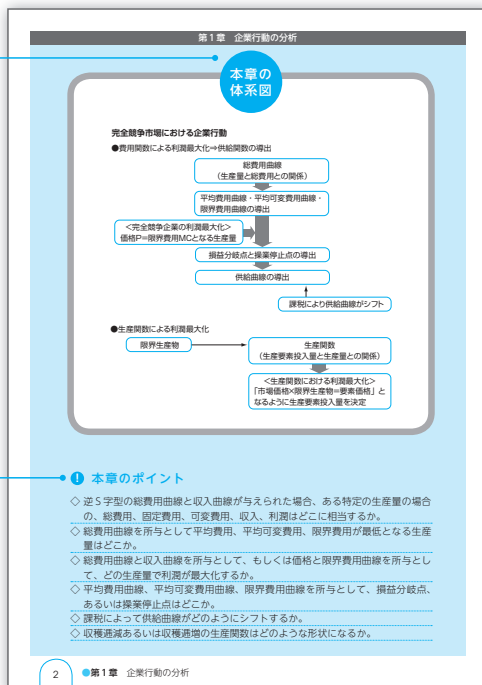 第1章 企業行動の分析
本章の
体系図
完全競争市場における企業行動
●費用関数による利潤最大化⇒供給関数の導出
総費用曲線
(生産量と総費用との関係)
平均費用曲線・平均可変費用曲線・
限界費用曲線の導出
<完全競争企業の利潤最大化>
価格P=限界費用MCとなる生産量
損益分岐点と操業停止点の導出
供給曲線の導出
課税により供給曲線がシフト
●生産関数による利潤最大化
限界生産物
生産関数
(生産要素投入量と生産量との関係)
<生産関数における利潤最大化>
「市場価格×限界生産物=要素価格」と
なるように生産要素投入量を決定
! 本章のポイント
◇ 逆S字型の総費用曲線と収入曲線が与えられた場合、ある特定の生産量の場合
の、総費用、固定費用、可変費用、収入、利潤はどこに相当するか。
◇ 総費用曲線を所与として平均費用、平均可変費用、限界費用が最低となる生産
量はどこか。
◇ 総費用曲線と収入曲線を所与として、もしくは価格と限界費用曲線を所与とし
て、どの生産量で利潤が最大化するか。
◇ 平均費用曲線、平均可変費用曲線、限界費用曲線を所与として、損益分岐点、
あるいは操業停止点はどこか。
◇ 課税によって供給曲線がどのようにシフトするか。
◇ 収穫逓減あるいは収穫逓増の生産関数はどのような形状になるか。
2 ●第1章 企業行動の分析